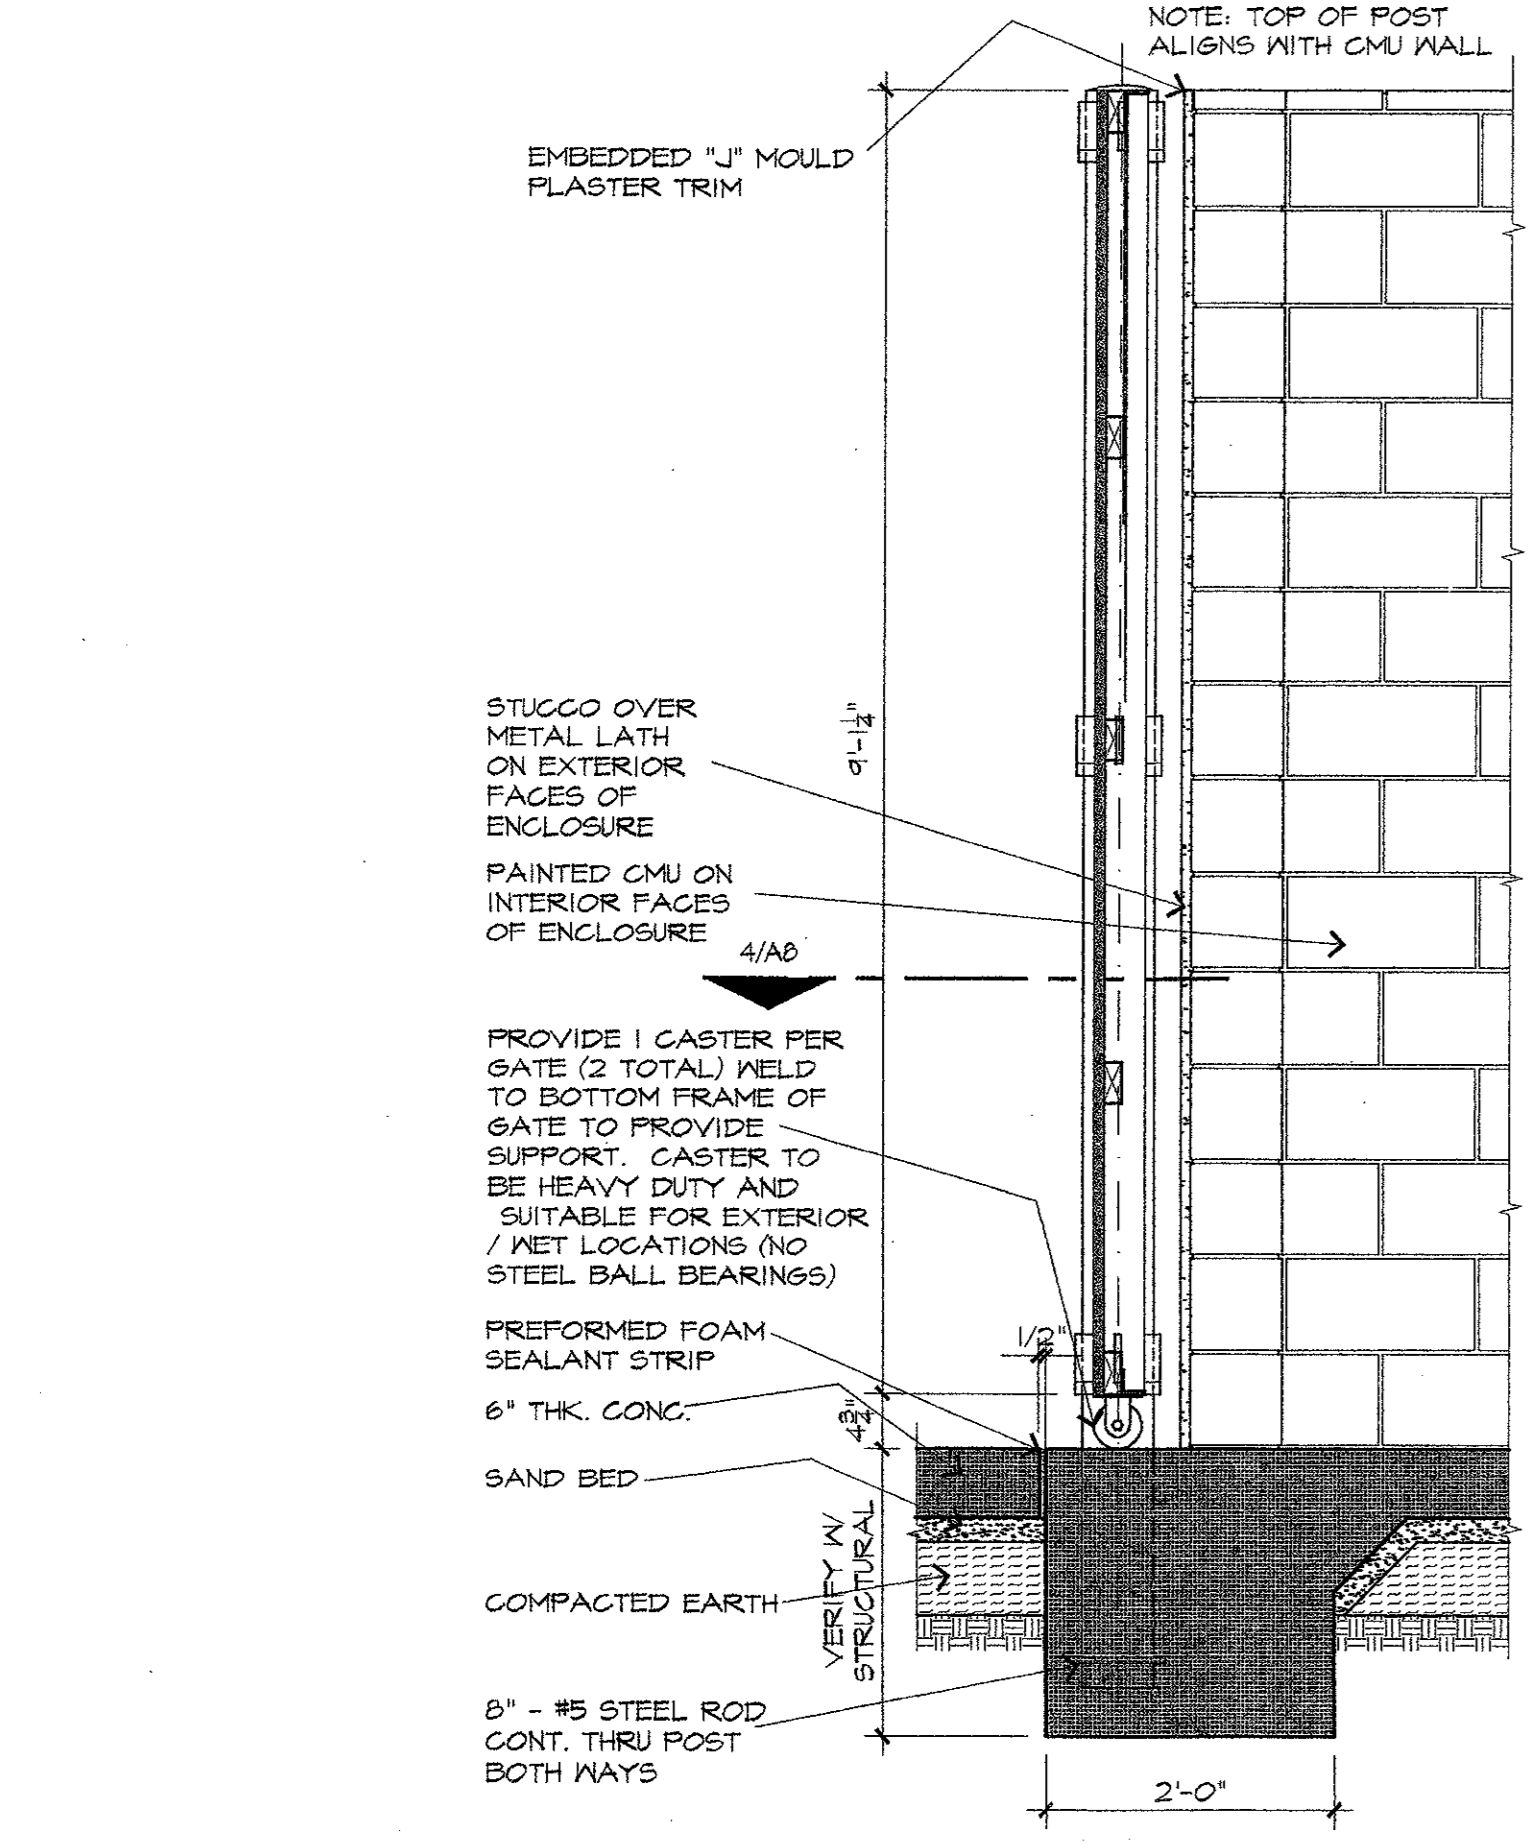 NOTE: TOP OF POST
ALIGNS WITH CMU WALL
EMBEDDED "J" MOULD
PLASTER TRIM
STUCCO OVER
METAL LATH
ON EXTERIOR
FACES OF
ENCLOSURE
9'-1 1/4"
PAINTED CMU ON
INTERIOR FACES
OF ENCLOSURE
4/A8
PROVIDE 1 CASTER PER
GATE (2 TOTAL) WELD
TO BOTTOM FRAME OF
GATE TO PROVIDE
SUPPORT. CASTER TO
BE HEAVY DUTY AND
SUITABLE FOR EXTERIOR
/ WET LOCATIONS (NO
STEEL BALL BEARINGS)
PREFORMED FOAM
SEALANT STRIP
1/2"
6" THK. CONC.
4 3/4"
SAND BED
COMPACTED EARTH
VERIFY W/
STRUCTURAL
8" - #5 STEEL ROD
CONT. THRU POST
BOTH WAYS
2'-0"